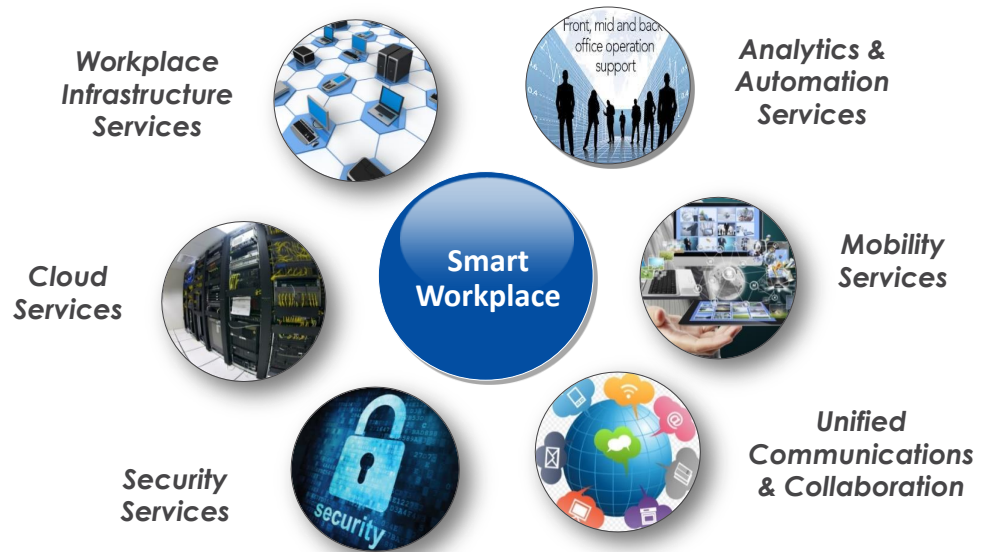 Workplace
Infrastructure
Services
Front, mid and back
office operation
support
Analytics &
Automation
Services
Smart
Workplace
Cloud
Services
Mobility
Services
Security
Services
security
Unified
Communications
& Collaboration